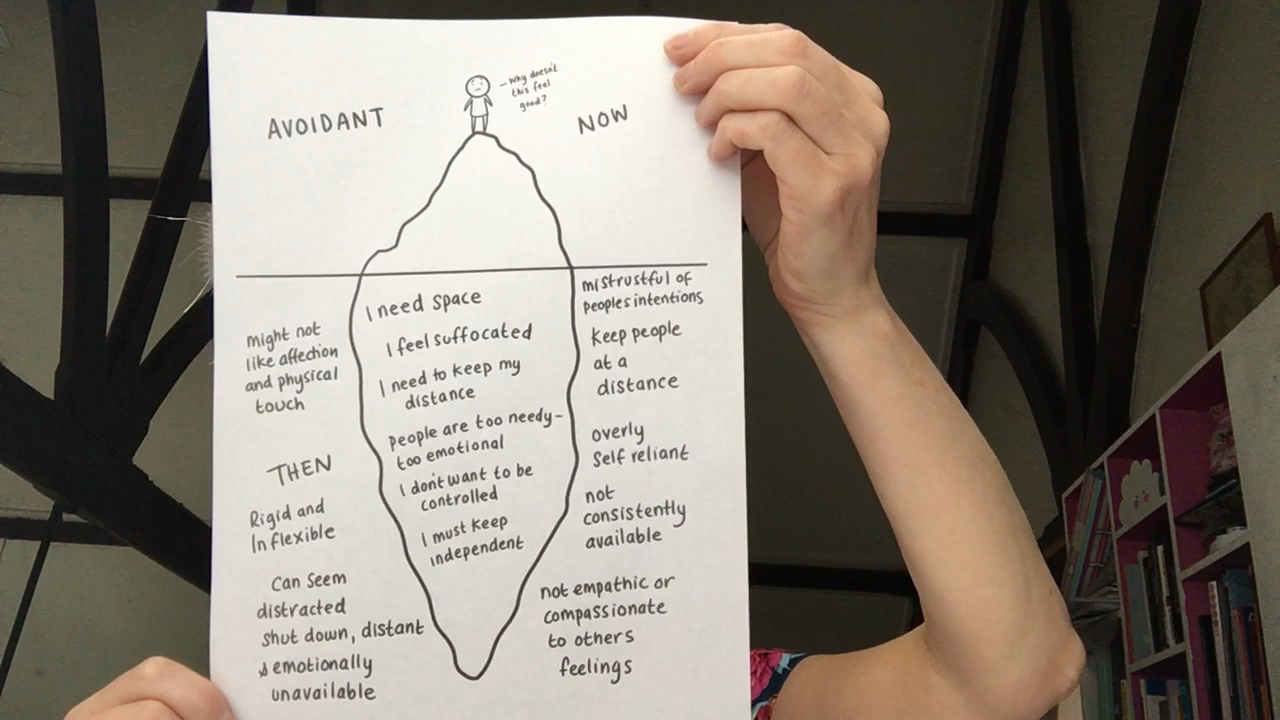 AVOIDANT
- Why doesn't
this feel
good?
NOW
I need space
I feel suffocated
I need to keep my
distance
people are too needy-
too emotional
I don't want to be
controlled
I must keep
independent
might not
like affection
and physical
touch
THEN
Rigid and
Inflexible
Can seem
distracted
shut down, distant
& emotionally
unavailable
mistrustful of
peoples intentions
Keep people
at a
distance
overly
self reliant
not
consistently
available
not empathic or
compassionate
to others
feelings